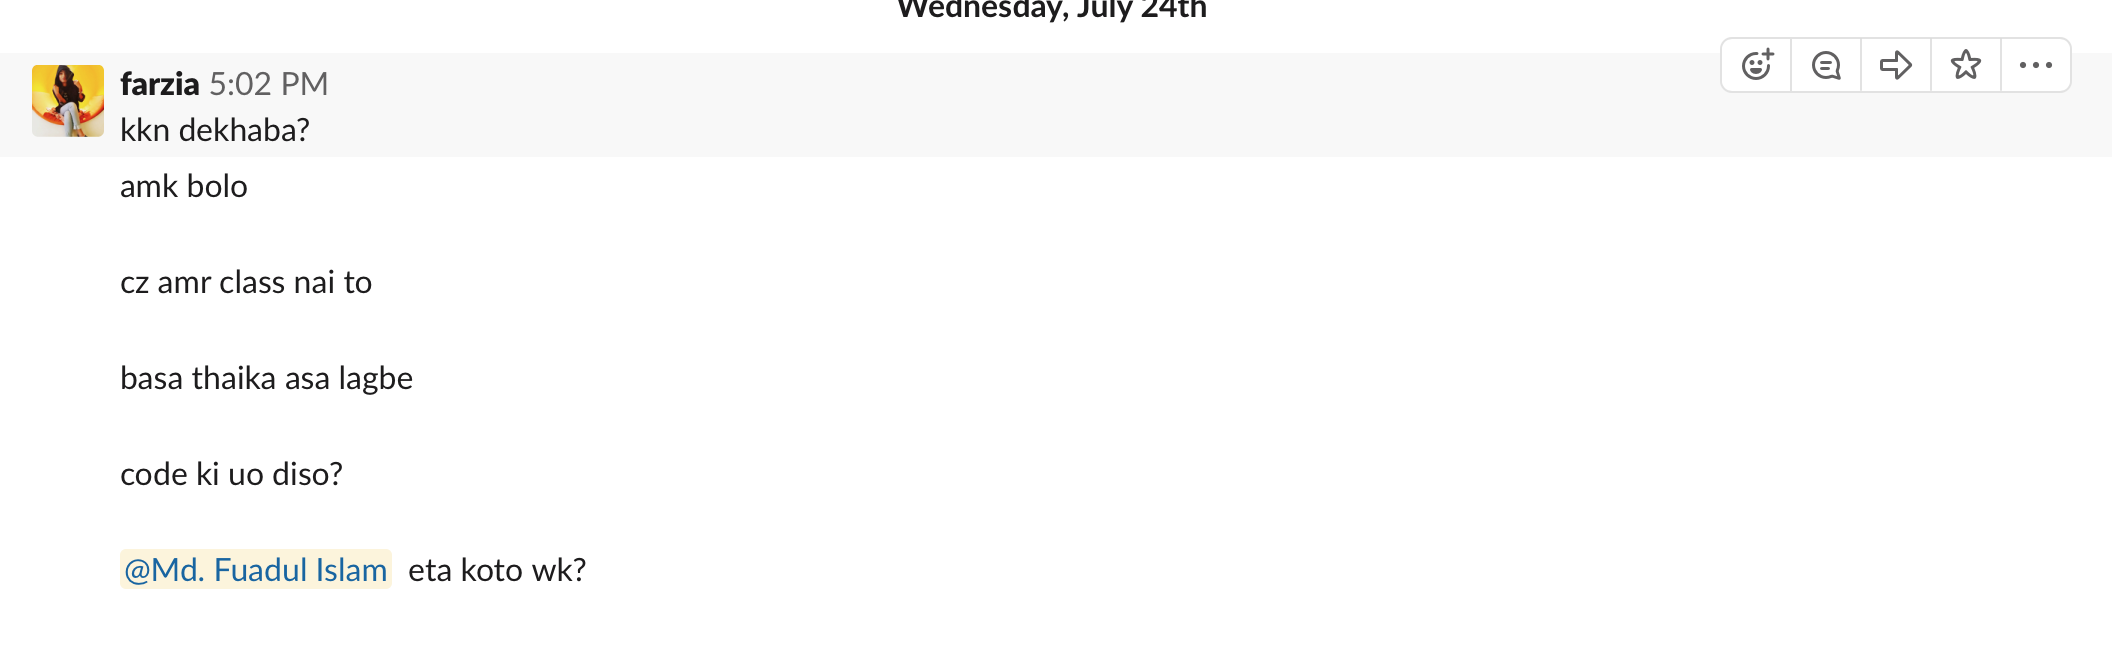 Wednesday, July 24th
farzia 5:02 PM
kkn dekhaba?
amk bolo
cz amr class nai to
basa thaika asa lagbe
code ki uo diso?
@Md. Fuadul Islam eta koto wk?